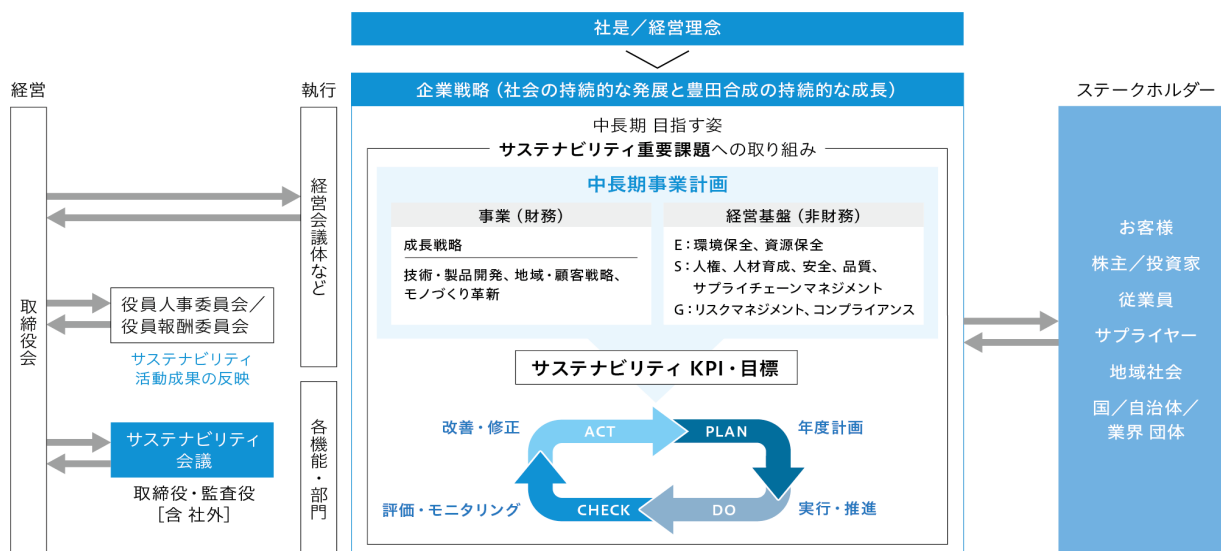 社是／経営理念
経営
執行
企業戦略（社会の持続的な発展と豊田合成の持続的な成長）
ステークホルダー
取締役会
経営会議体など
各機能・部門
役員人事委員会／
役員報酬委員会
サステナビリティ
活動成果の反映
サステナビリティ
会議
取締役・監査役
［含 社外］
中長期 目指す姿
サステナビリティ重要課題への取り組み
中長期事業計画
事業（財務）
成長戦略
技術・製品開発、地域・顧客戦略、
モノづくり革新
経営基盤（非財務）
E：環境保全、資源保全
S：人権、人材育成、安全、品質、
サプライチェーンマネジメント
G：リスクマネジメント、コンプライアンス
サステナビリティ KPI・目標
改善・修正
ACT
PLAN
年度計画
評価・モニタリング
CHECK
DO
実行・推進
お客様
株主／投資家
従業員
サプライヤー
地域社会
国／自治体／
業界 団体